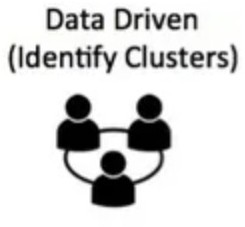 Data Driven
(Identify Clusters)